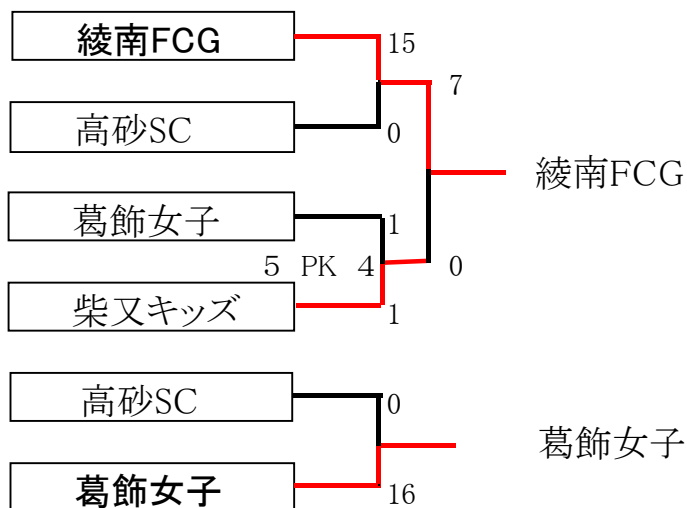 綾南FCG 15
7
高砂SC 0
綾南FCG
葛飾女子 1
5 PK 4 0
柴又キッズ 1
高砂SC 0
葛飾女子
葛飾女子 16